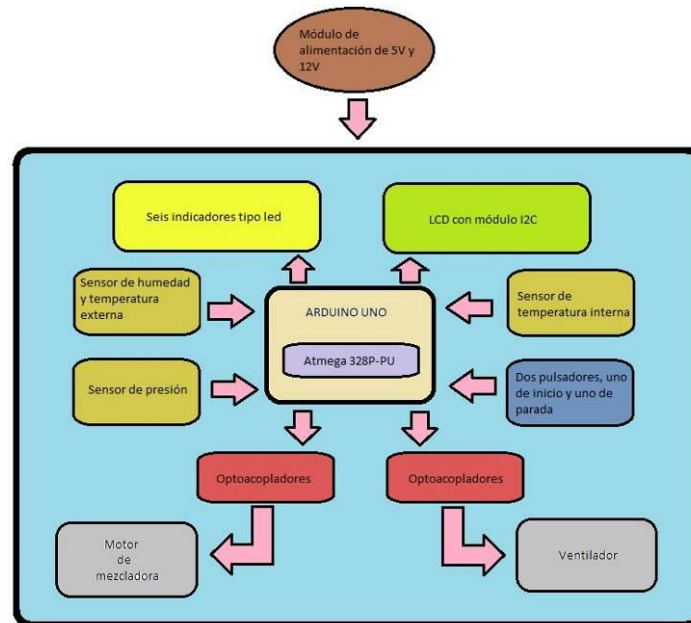 Módulo de
alimentación de 5V y
12V
Seis indicadores tipo led
LCD con módulo I2C
Sensor de humedad
y temperatura
externa
ARDUINO UNO
Sensor de
temperatura interna
Atmega 328P-PU
Sensor de presión
Dos pulsadores, uno
de inicio y uno de
parada
Optoacopladores
Optoacopladores
Motor
de
mezcladora
Ventilador